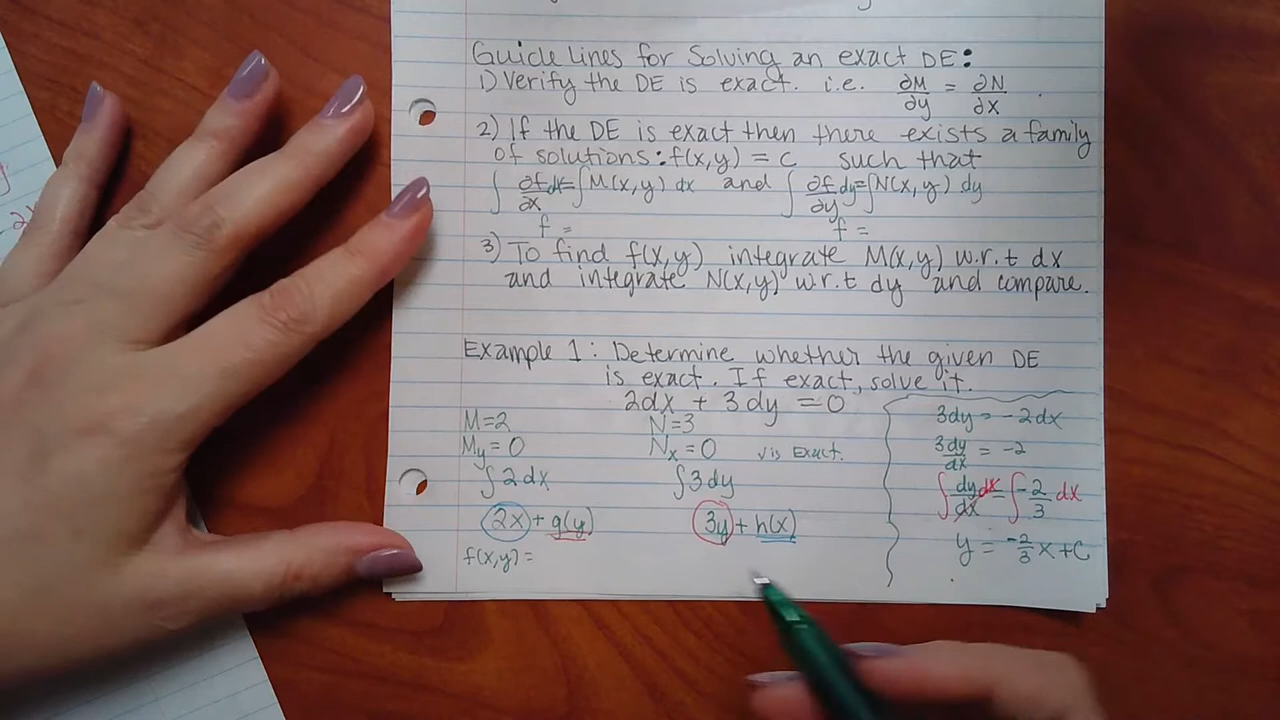 Guidelines for Solving an exact DE:
1) Verify the DE is exact. i.e. ∂M/∂y = ∂N/∂x .
2) If the DE is exact then there exists a family
of solutions: f(x,y) = c such that
∫ ∂f/∂x dx = ∫ M(x,y) dx and ∫ ∂f/∂y dy = ∫ N(x,y) dy
f = f =
3) To find f(x,y) integrate M(x,y) w.r.t dx
and integrate N(x,y) w.r.t dy and compare.
Example 1: Determine whether the given DE
is exact. If exact, solve it.
2dx + 3dy = 0
M=2 N=3
My = 0 Nx = 0 √ is Exact.
∫2dx ∫3dy
2x + g(y) 3y + h(x)
f(x,y) =
3dy = -2dx
3dy/dx = -2
∫ dy/dx dx = ∫ -2/3 dx
y = -2/3 x + C